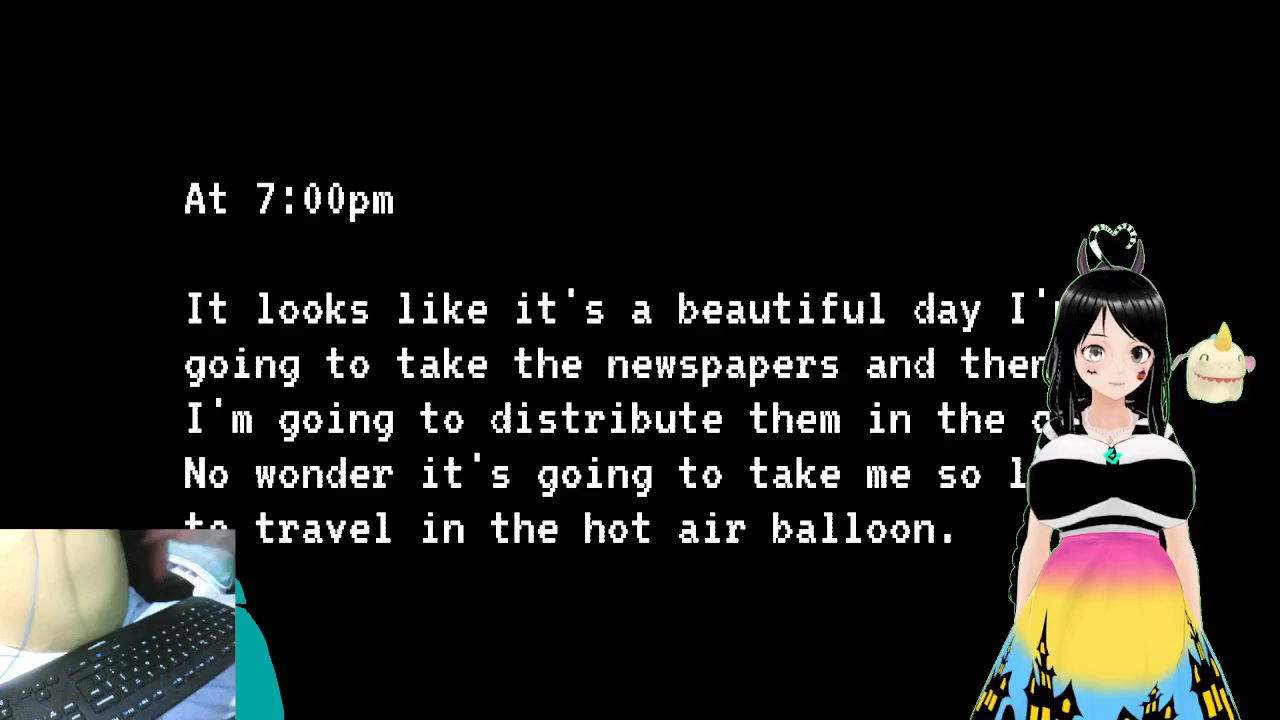 At 7:00pm
It looks like it's a beautiful day
going to take the newspapers and
I'm going to distribute them in the
No wonder it's going to take me so
to travel in the hot air balloon.